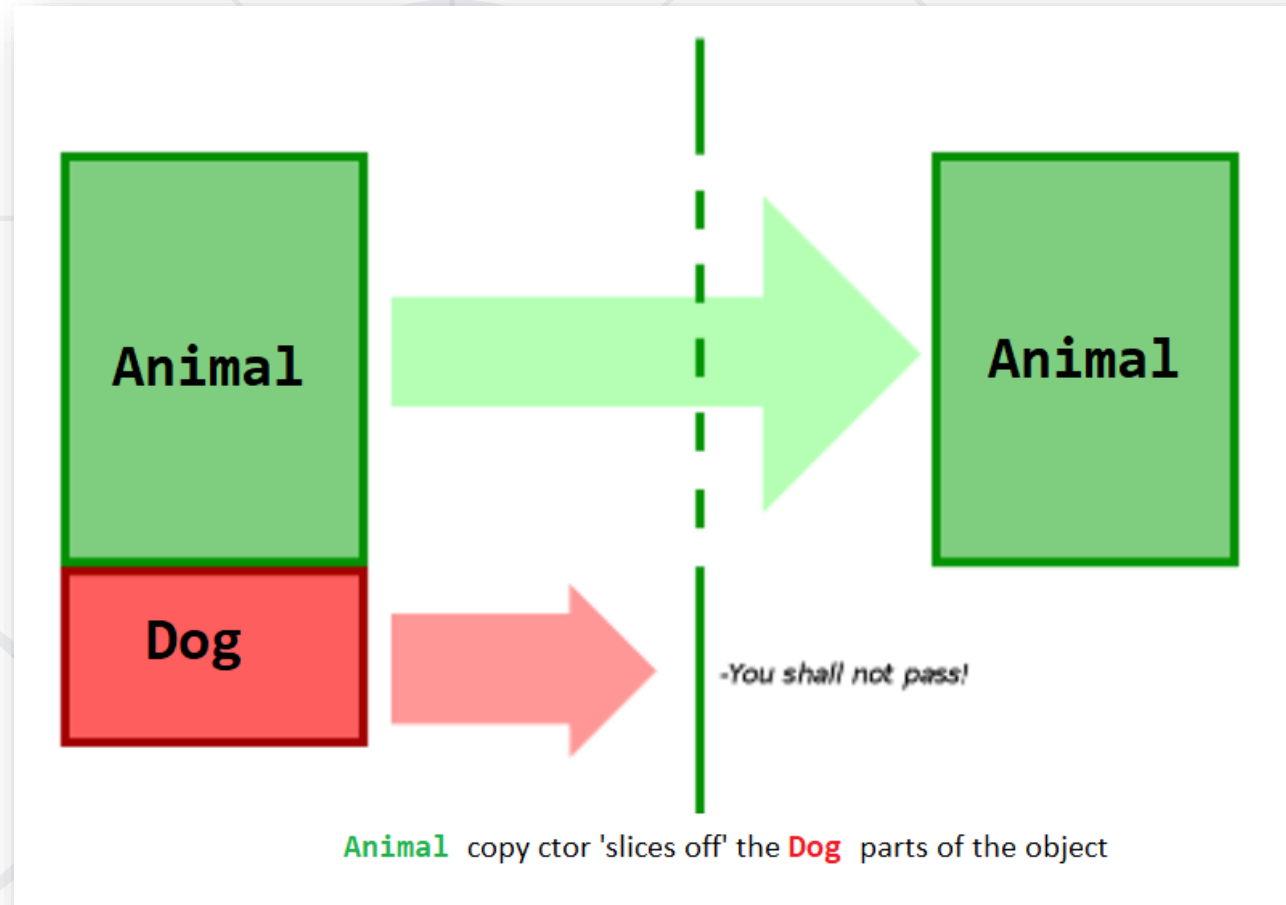 Animal
Animal
Dog
-You shall not pass!
Animal copy ctor 'slices off' the Dog parts of the object